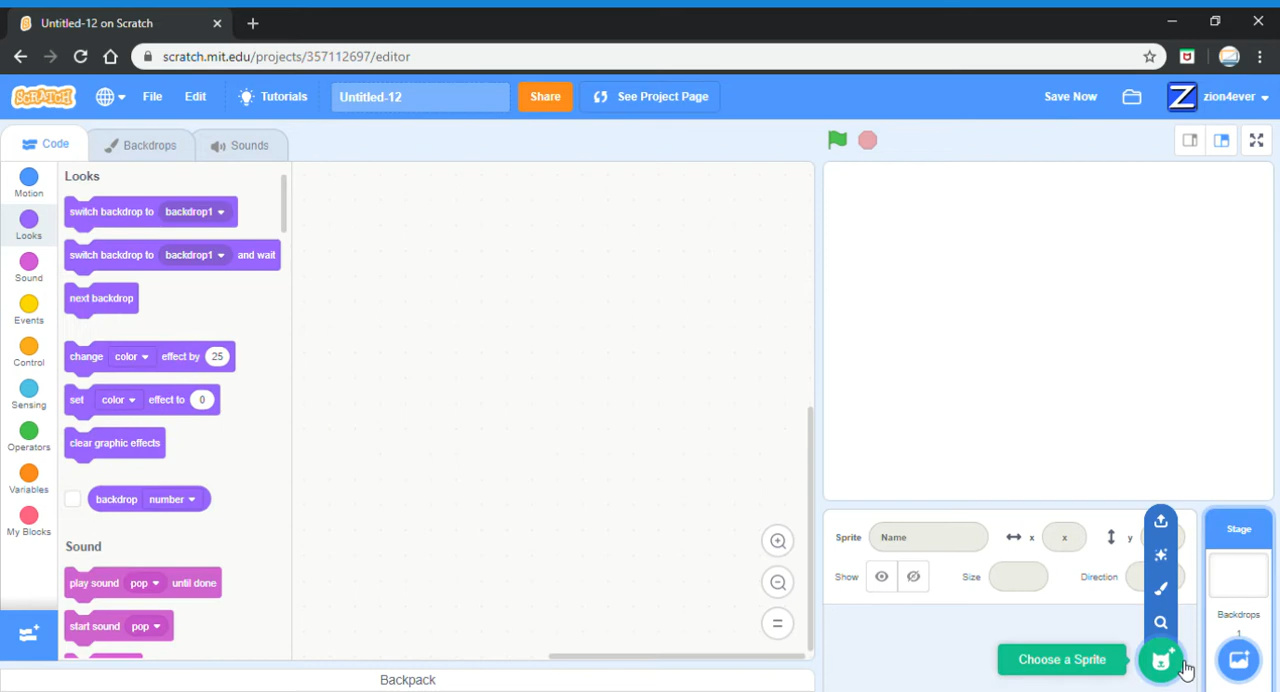 Untitled-12 on Scratch
scratch.mit.edu/projects/357112697/editor
SCRATCH File Edit Tutorials Untitled-12 Share See Project Page Save Now Z zion4ever
Code Backdrops Sounds
Motion
Looks
Sound
Events
Control
Sensing
Operators
Variables
My Blocks
Looks
switch backdrop to backdrop1
switch backdrop to backdrop1 and wait
next backdrop
change color effect by 25
set color effect to 0
clear graphic effects
backdrop number
Sound
play sound pop until done
start sound pop
Backpack
Sprite Name x x y
Show Size Direction
Choose a Sprite
Stage
Backdrops
1